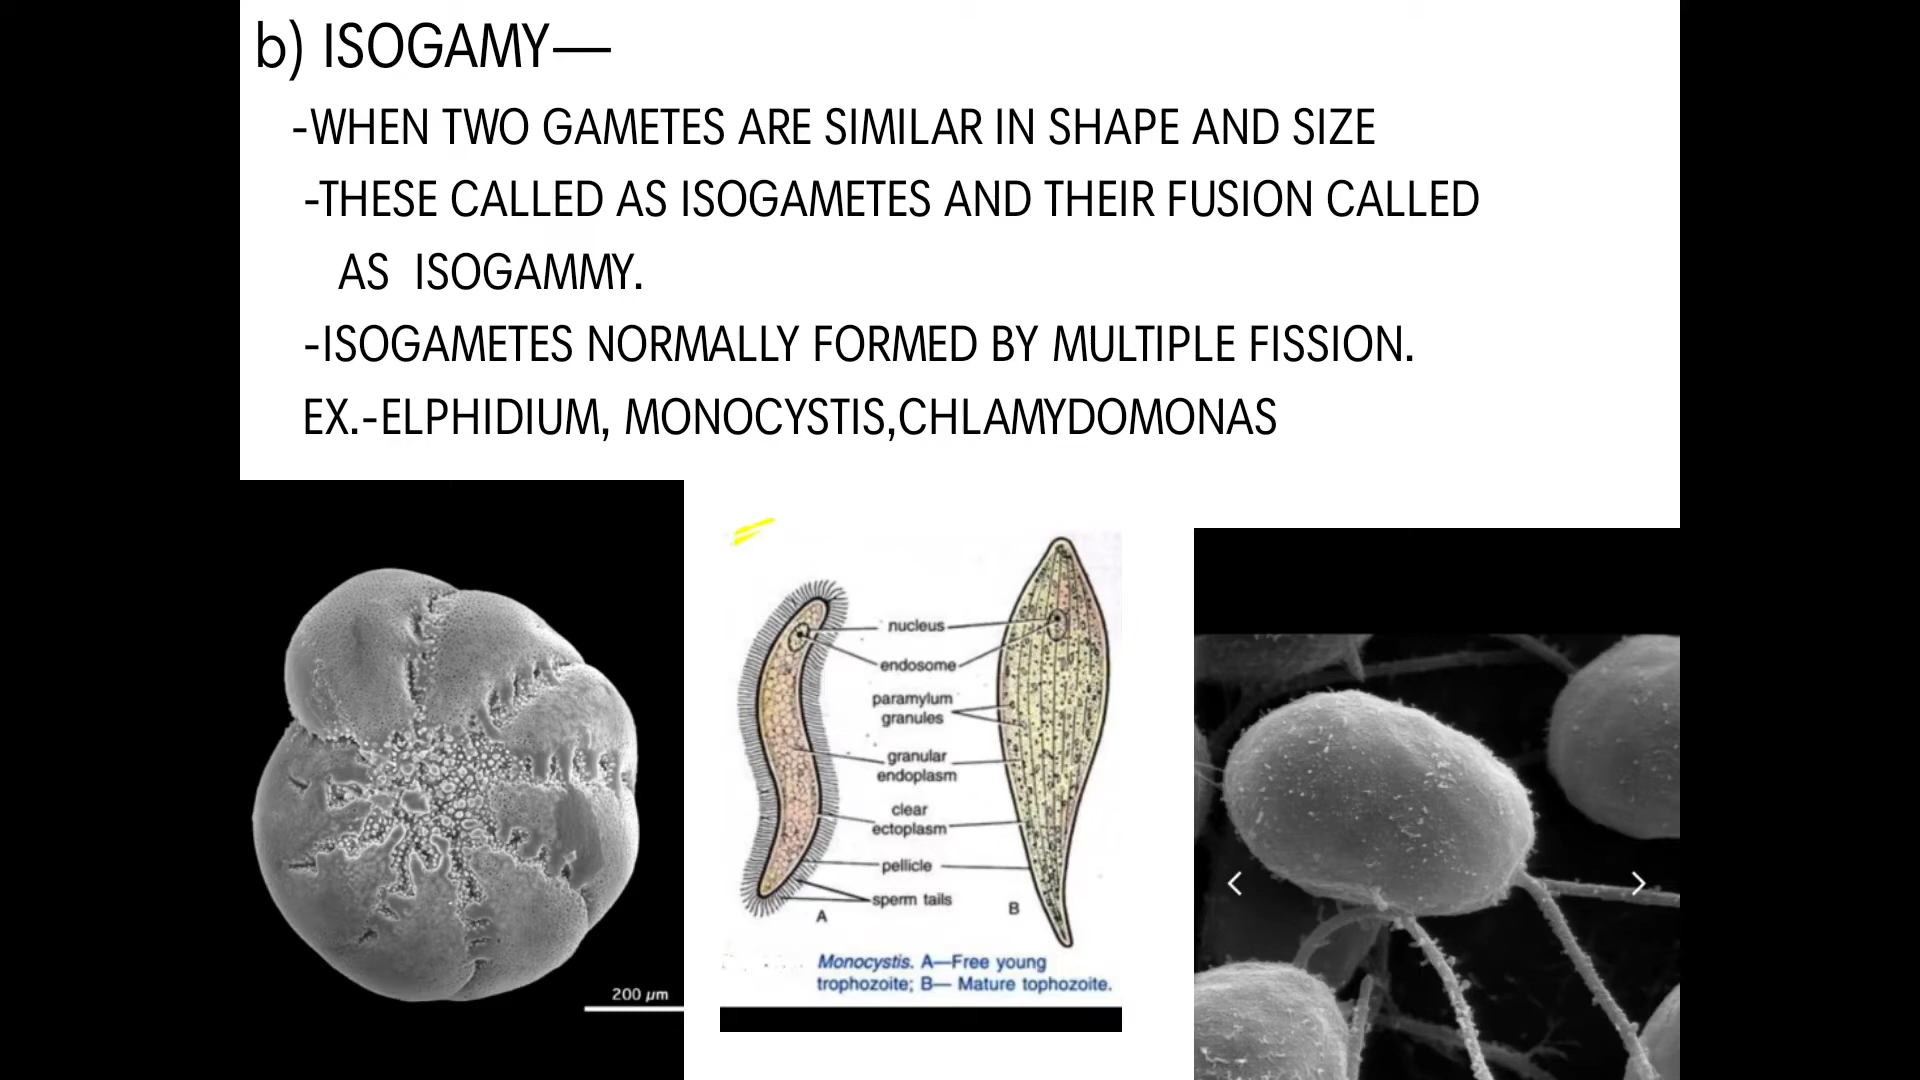 b) ISOGAMY—
-WHEN TWO GAMETES ARE SIMILAR IN SHAPE AND SIZE
-THESE CALLED AS ISOGAMETES AND THEIR FUSION CALLED
AS ISOGAMMY.
-ISOGAMETES NORMALLY FORMED BY MULTIPLE FISSION.
EX.-ELPHIDIUM, MONOCYSTIS,CHLAMYDOMONAS
200 µm
nucleus
endosome
paramylum
granules
granular
endoplasm
clear
ectoplasm
pellicle
sperm tails
A
B
Monocystis. A—Free young
trophozoite; B— Mature tophozoite.